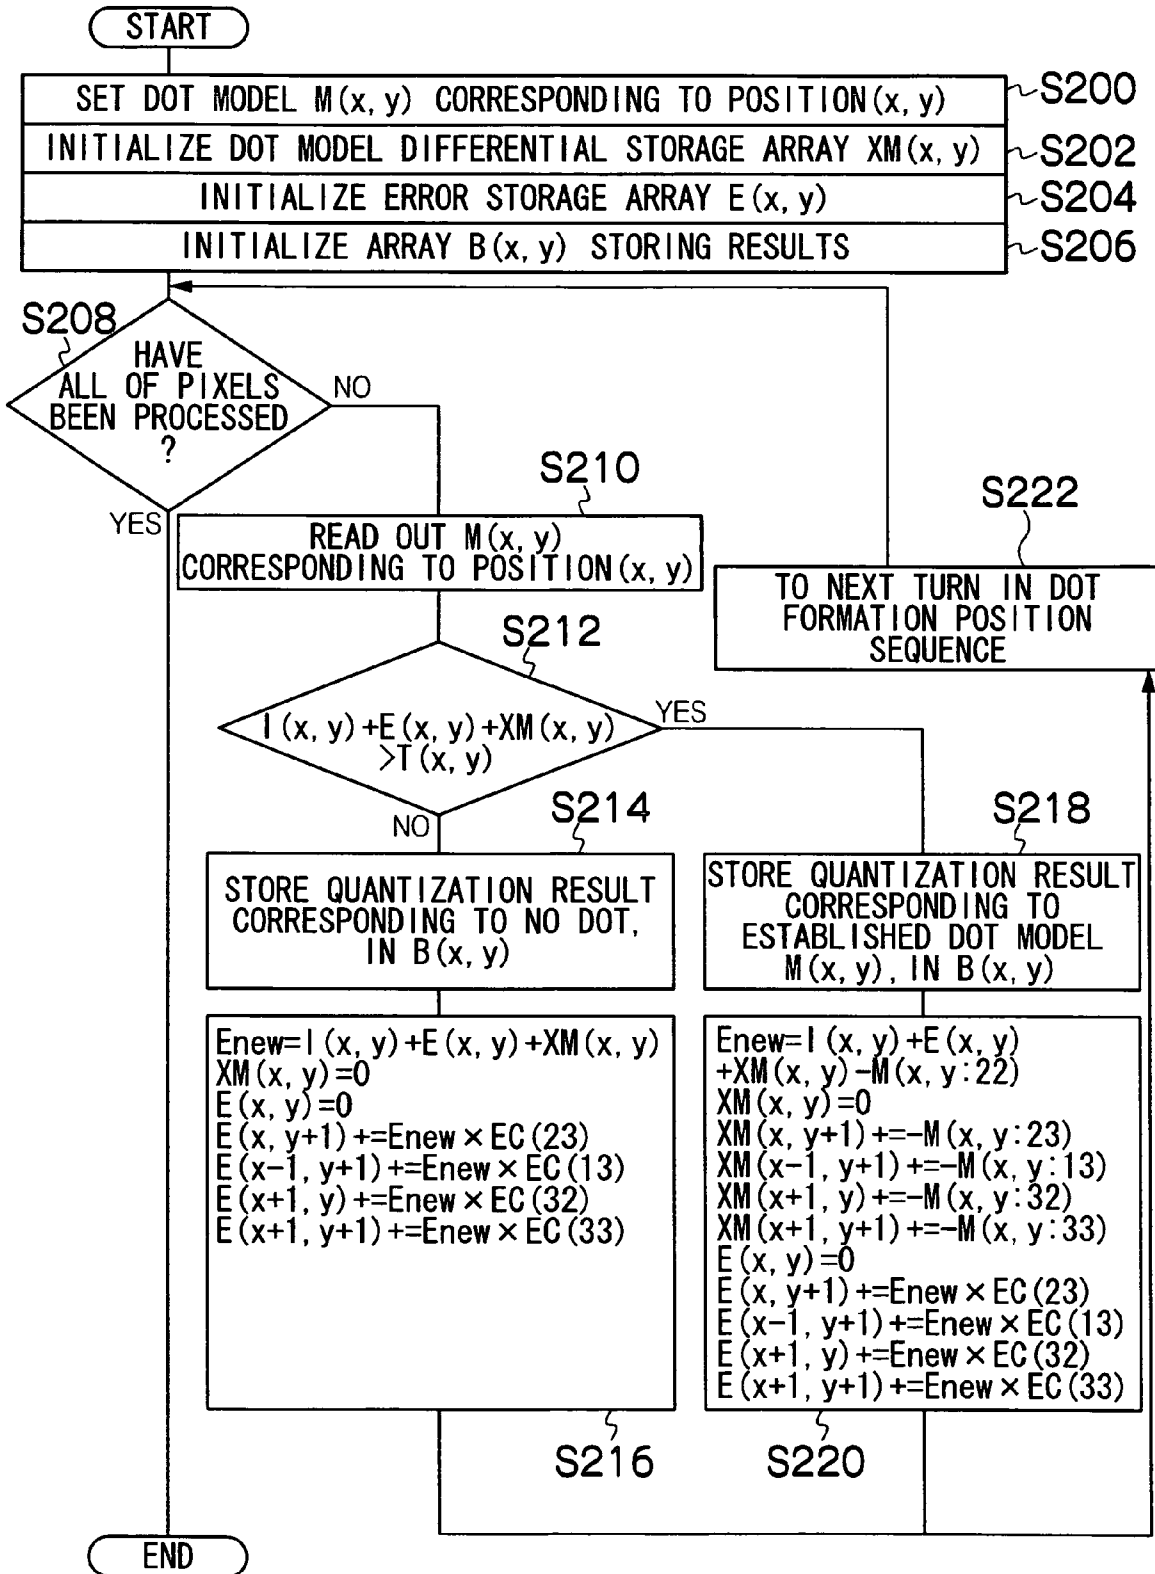 START
SET DOT MODEL M(x, y) CORRESPONDING TO POSITION(x, y)
S200
INITIALIZE DOT MODEL DIFFERENTIAL STORAGE ARRAY XM(x, y)
S202
INITIALIZE ERROR STORAGE ARRAY E(x, y)
S204
INITIALIZE ARRAY B(x, y) STORING RESULTS
S206
S208
HAVE
ALL OF PIXELS
BEEN PROCESSED
?
NO
YES
S210
READ OUT M(x, y)
CORRESPONDING TO POSITION(x, y)
S222
TO NEXT TURN IN DOT
FORMATION POSITION
SEQUENCE
S212
I(x, y)+E(x, y)+XM(x, y)
>T(x, y)
YES
NO
S214
STORE QUANTIZATION RESULT
CORRESPONDING TO NO DOT,
IN B(x, y)
S218
STORE QUANTIZATION RESULT
CORRESPONDING TO
ESTABLISHED DOT MODEL
M(x, y), IN B(x, y)
Enew=I(x, y)+E(x, y)+XM(x, y)
XM(x, y)=0
E(x, y)=0
E(x, y+1)+=Enew×EC(23)
E(x-1, y+1)+=Enew×EC(13)
E(x+1, y)+=Enew×EC(32)
E(x+1, y+1)+=Enew×EC(33)
S216
Enew=I(x, y)+E(x, y)
+XM(x, y)-M(x, y:22)
XM(x, y)=0
XM(x, y+1)+=-M(x, y:23)
XM(x-1, y+1)+=-M(x, y:13)
XM(x+1, y)+=-M(x, y:32)
XM(x+1, y+1)+=-M(x, y:33)
E(x, y)=0
E(x, y+1)+=Enew×EC(23)
E(x-1, y+1)+=Enew×EC(13)
E(x+1, y)+=Enew×EC(32)
E(x+1, y+1)+=Enew×EC(33)
S220
END